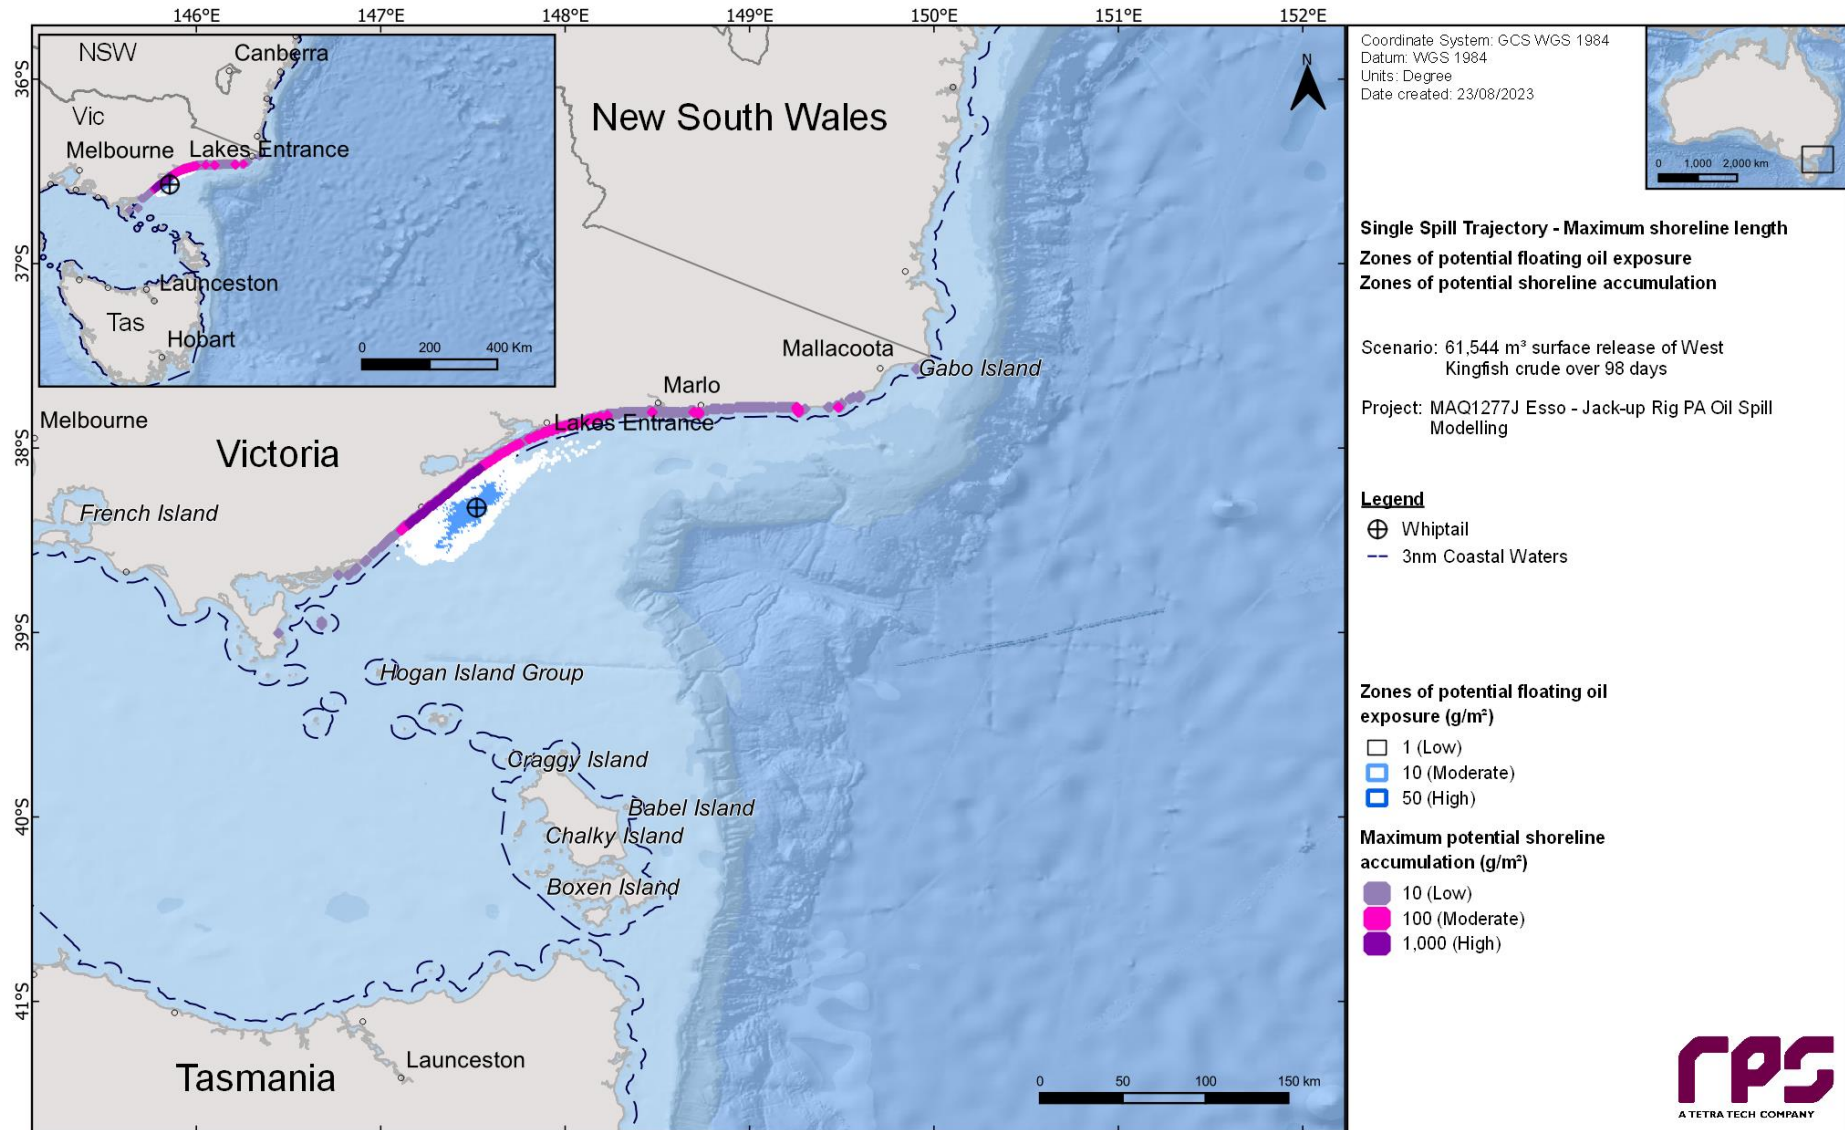 146°E 147°E 148°E 149°E 150°E 151°E 152°E
36°S
37°S
38°S
39°S
40°S
41°S
NSW
Canberra
Vic
Melbourne
Lakes Entrance
Launceston
Tas
Hobart
0 200 400 Km
New South Wales
N
Mallacoota
Gabo Island
Marlo
Lakes Entrance
Melbourne
Victoria
French Island
Hogan Island Group
Craggy Island
Babel Island
Chalky Island
Boxen Island
Launceston
Tasmania
0 50 100 150 km
Coordinate System: GCS WGS 1984
Datum: WGS 1984
Units: Degree
Date created: 23/08/2023
0 1,000 2,000 km
Single Spill Trajectory - Maximum shoreline length
Zones of potential floating oil exposure
Zones of potential shoreline accumulation
Scenario: 61,544 m³ surface release of West
Kingfish crude over 98 days
Project: MAQ1277J Esso - Jack-up Rig PA Oil Spill
Modelling
Legend
Whiptail
3nm Coastal Waters
Zones of potential floating oil
exposure (g/m²)
1 (Low)
10 (Moderate)
50 (High)
Maximum potential shoreline
accumulation (g/m²)
10 (Low)
100 (Moderate)
1,000 (High)
rps
A TETRA TECH COMPANY